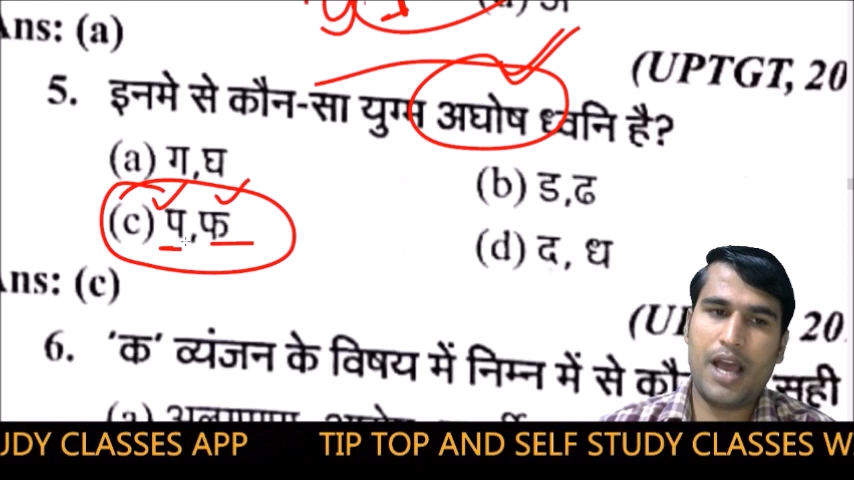 Ans: (a)
(UPTGT, 20
5. इनमे से कौन-सा युग्म अघोष ध्वनि है?
(a) ग,घ
(b) ड,ढ
(c) प,फ
(d) द, ध
Ans: (c)
20
6. 'क' व्यंजन के विषय में निम्न में से सही
UDY CLASSES APP TIP TOP AND SELF STUDY CLASSES W